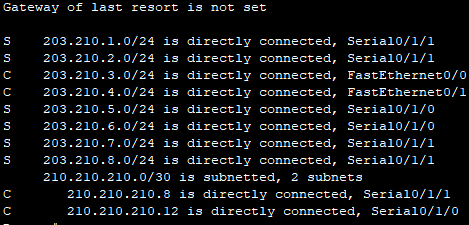 Gateway of last resort is not set
S 203.210.1.0/24 is directly connected, Serial0/1/1
S 203.210.2.0/24 is directly connected, Serial0/1/1
C 203.210.3.0/24 is directly connected, FastEthernet0/0
C 203.210.4.0/24 is directly connected, FastEthernet0/1
S 203.210.5.0/24 is directly connected, Serial0/1/0
S 203.210.6.0/24 is directly connected, Serial0/1/0
S 203.210.7.0/24 is directly connected, Serial0/1/1
S 203.210.8.0/24 is directly connected, Serial0/1/1
210.210.210.0/30 is subnetted, 2 subnets
C 210.210.210.8 is directly connected, Serial0/1/1
C 210.210.210.12 is directly connected, Serial0/1/0